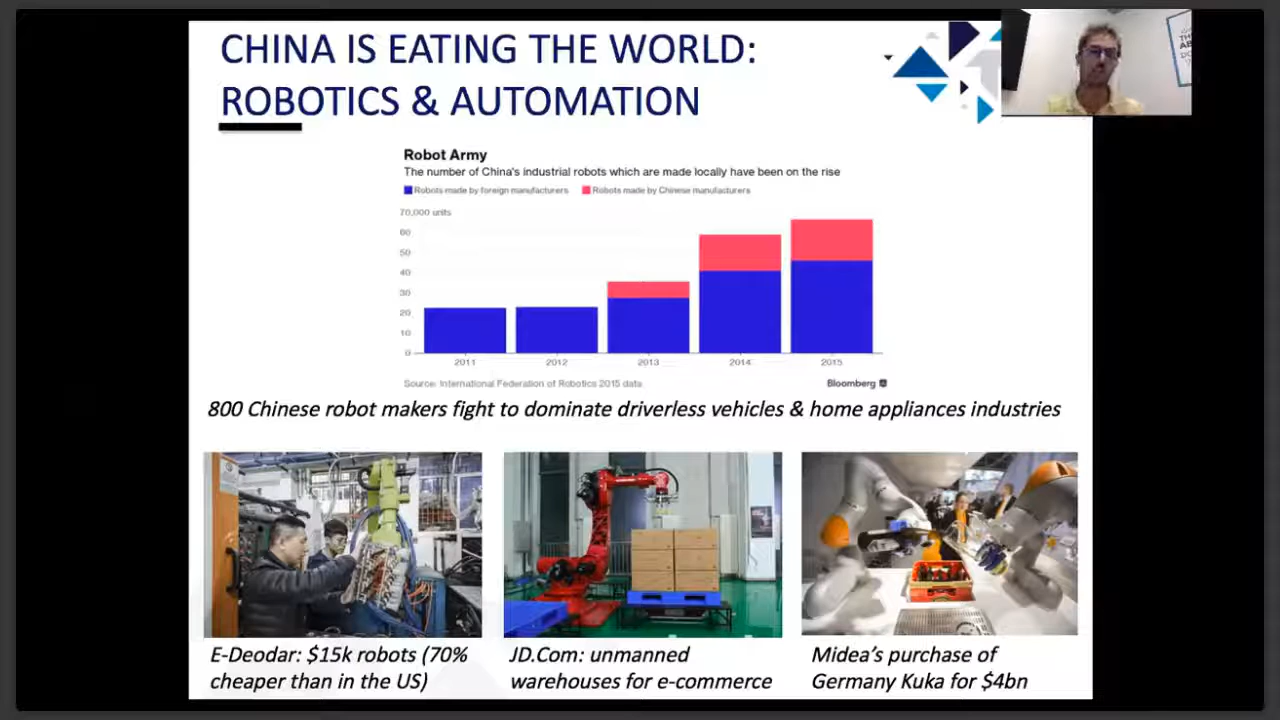 CHINA IS EATING THE WORLD:
ROBOTICS & AUTOMATION
Robot Army
The number of China's industrial robots which are made locally have been on the rise
Robots made by foreign manufacturers Robots made by Chinese manufacturers
70,000 units
60
50
40
30
20
10
0
2011 2012 2013 2014 2015
Source: International Federation of Robotics 2015 data
Bloomberg
800 Chinese robot makers fight to dominate driverless vehicles & home appliances industries
E-Deodar: $15k robots (70%
cheaper than in the US)
JD.Com: unmanned
warehouses for e-commerce
Midea's purchase of
Germany Kuka for $4bn